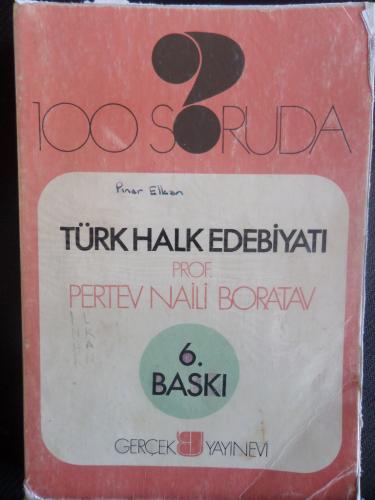 100 SORUDA
Pınar Elkan
TÜRK HALK EDEBİYATI
PROF.
PERTEV NAİLİ BORATAV
6.
BASKI
GERÇEK YAYINEVİ